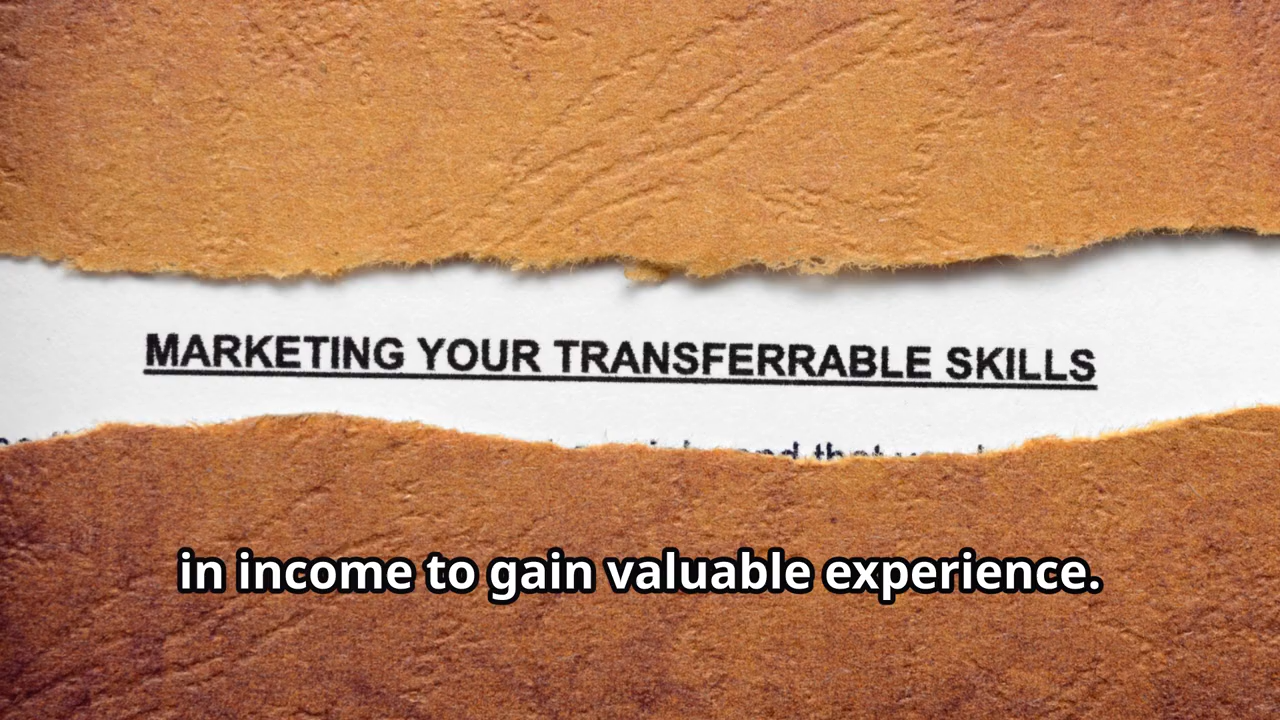 MARKETING YOUR TRANSFERRABLE SKILLS
in income to gain valuable experience.